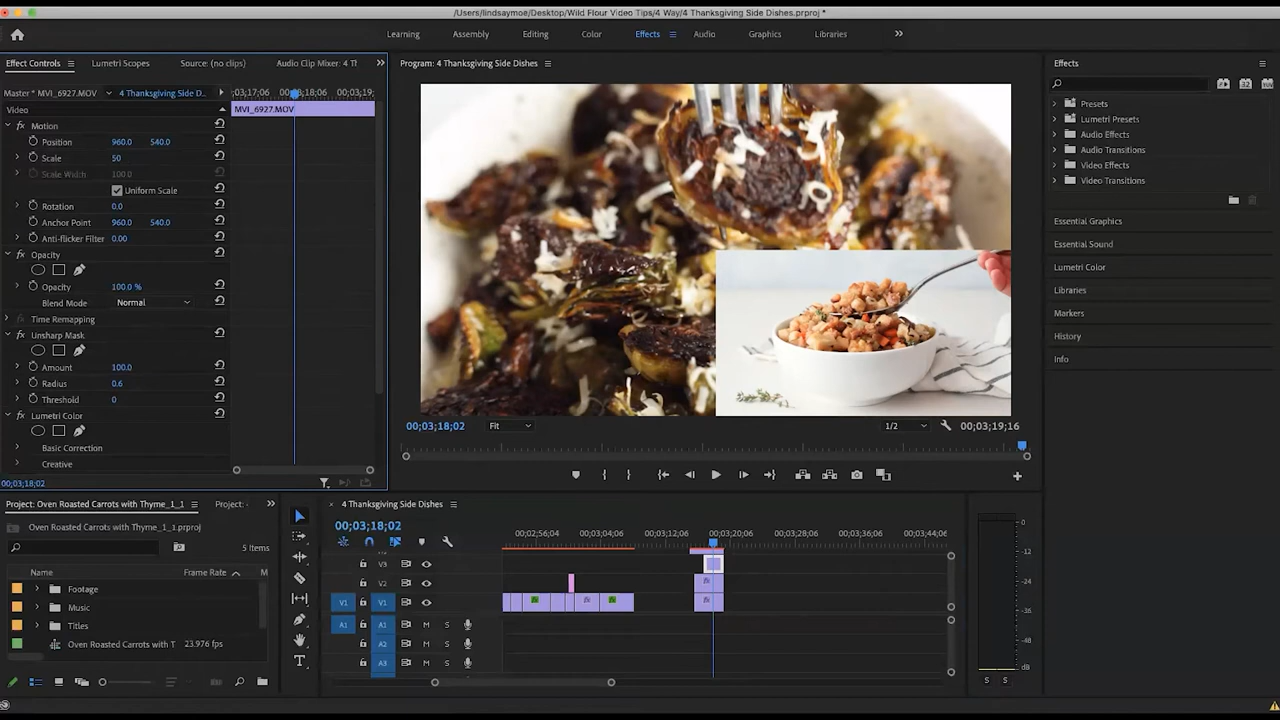 /Users/lindsaymoe/Desktop/Wild Flour Video Tips/4 Way/4 Thanksgiving Side Dishes.prproj *
Learning Assembly Editing Color Effects Audio Graphics Libraries
Effect Controls Lumetri Scopes Source: (no clips) Audio Clip Mixer: 4 Tl
Program: 4 Thanksgiving Side Dishes
Effects
Master * MVI_6927.MOV 4 Thanksgiving Side D...
;03;17;06 00;03;18;06 00;03;19;
Video
MVI_6927.MOV
fx Motion
Position 960.0 540.0
Scale 50
Scale Width 100.0
Uniform Scale
Rotation 0.0
Anchor Point 960.0 540.0
Anti-flicker Filter 0.00
fx Opacity
Opacity 100.0 %
Blend Mode Normal
fx Time Remapping
fx Unsharp Mask
Amount 100.0
Radius 0.6
Threshold 0
fx Lumetri Color
Basic Correction
Creative
00;03;18;02
00;03;18;02 Fit 1/2 00;03;19;16
Presets
Lumetri Presets
Audio Effects
Audio Transitions
Video Effects
Video Transitions
Essential Graphics
Essential Sound
Lumetri Color
Libraries
Markers
History
Info
Project: Oven Roasted Carrots with Thyme_1_1 Project:
Oven Roasted Carrots with Thyme_1_1.prproj
5 Items
Name Frame Rate M
Footage
Music
Titles
Oven Roasted Carrots with T 23.976 fps
4 Thanksgiving Side Dishes
00;03;18;02
00;02;56;04 00;03;04;06 00;03;12;06 00;03;20;06 00;03;28;06 00;03;36;06 00;03;44;06
V3
V2
V1 V1
A1 A1 M S
A2 M S
A3 M S
0
-12
-24
-36
-48
dB
S S